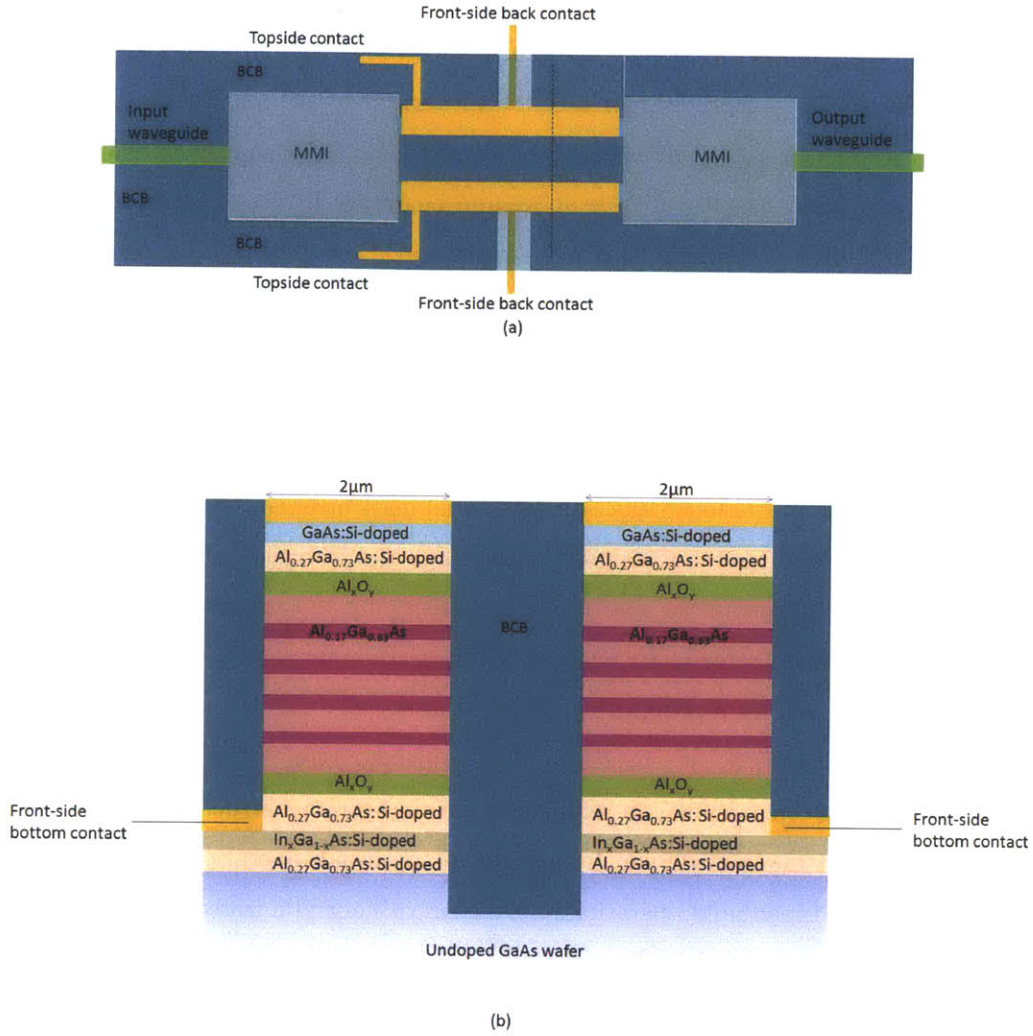 Front-side back contact
Topside contact
BCB
Input
waveguide
MMI
MMI
Output
waveguide
BCB
BCB
Topside contact
Front-side back contact
(a)
2μm
2μm
GaAs:Si-doped
GaAs:Si-doped
Al₀.₂₇Ga₀.₇₃As: Si-doped
Al₀.₂₇Ga₀.₇₃As: Si-doped
AlₓOᵧ
AlₓOᵧ
Al₀.₁₇Ga₀.₈₃As
BCB
Al₀.₁₇Ga₀.₈₃As
AlₓOᵧ
AlₓOᵧ
Front-side
bottom contact
Al₀.₂₇Ga₀.₇₃As: Si-doped
Al₀.₂₇Ga₀.₇₃As: Si-doped
Front-side
bottom contact
InₓGa₁₋ₓAs:Si-doped
InₓGa₁₋ₓAs:Si-doped
Al₀.₂₇Ga₀.₇₃As: Si-doped
Al₀.₂₇Ga₀.₇₃As: Si-doped
Undoped GaAs wafer
(b)